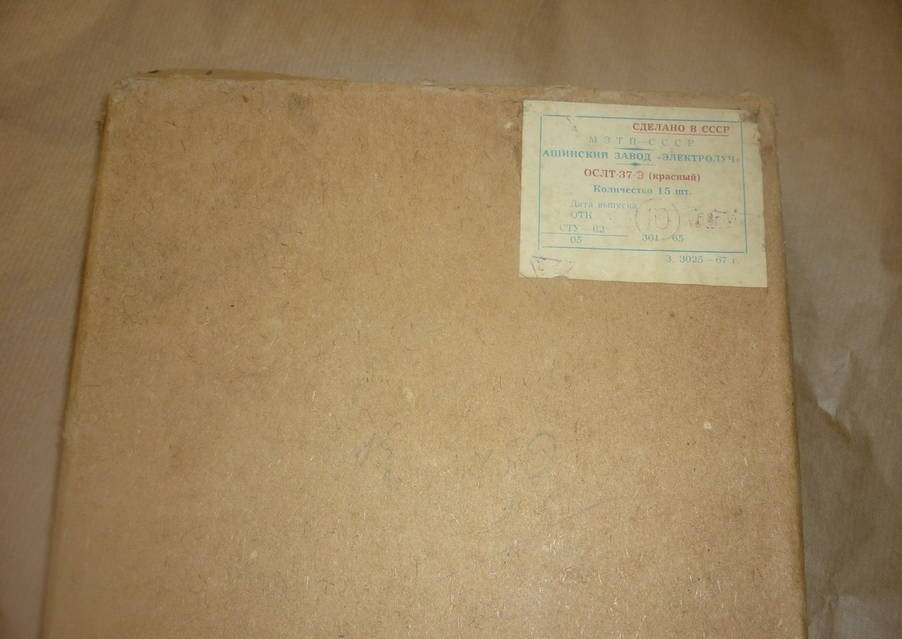 СДЕЛАНО В СССР
МЭТП СССР
АШИНСКИЙ ЗАВОД «ЭЛЕКТРОЛУЧ»
ОСЛТ-37-Э (красный)
Количество 15 шт.
Дата выпуска
ОТК
СТУ — 62
05 301 — 65
З. 3025 — 67 г.